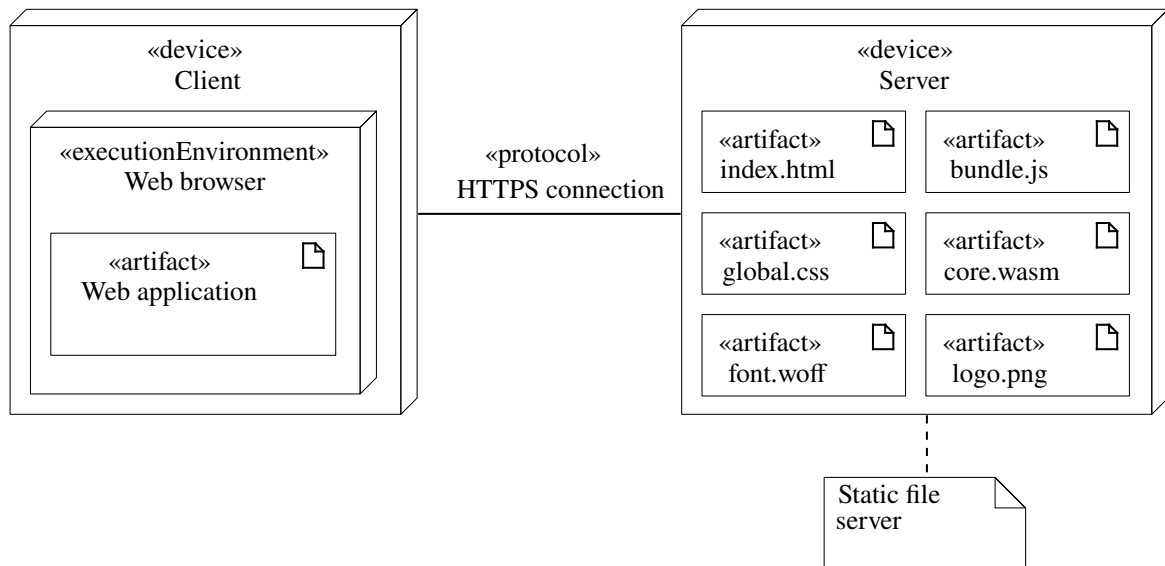 «device»
Client
«executionEnvironment»
Web browser
«artifact»
Web application
«protocol»
HTTPS connection
«device»
Server
«artifact»
index.html
«artifact»
bundle.js
«artifact»
global.css
«artifact»
core.wasm
«artifact»
font.woff
«artifact»
logo.png
Static file
server